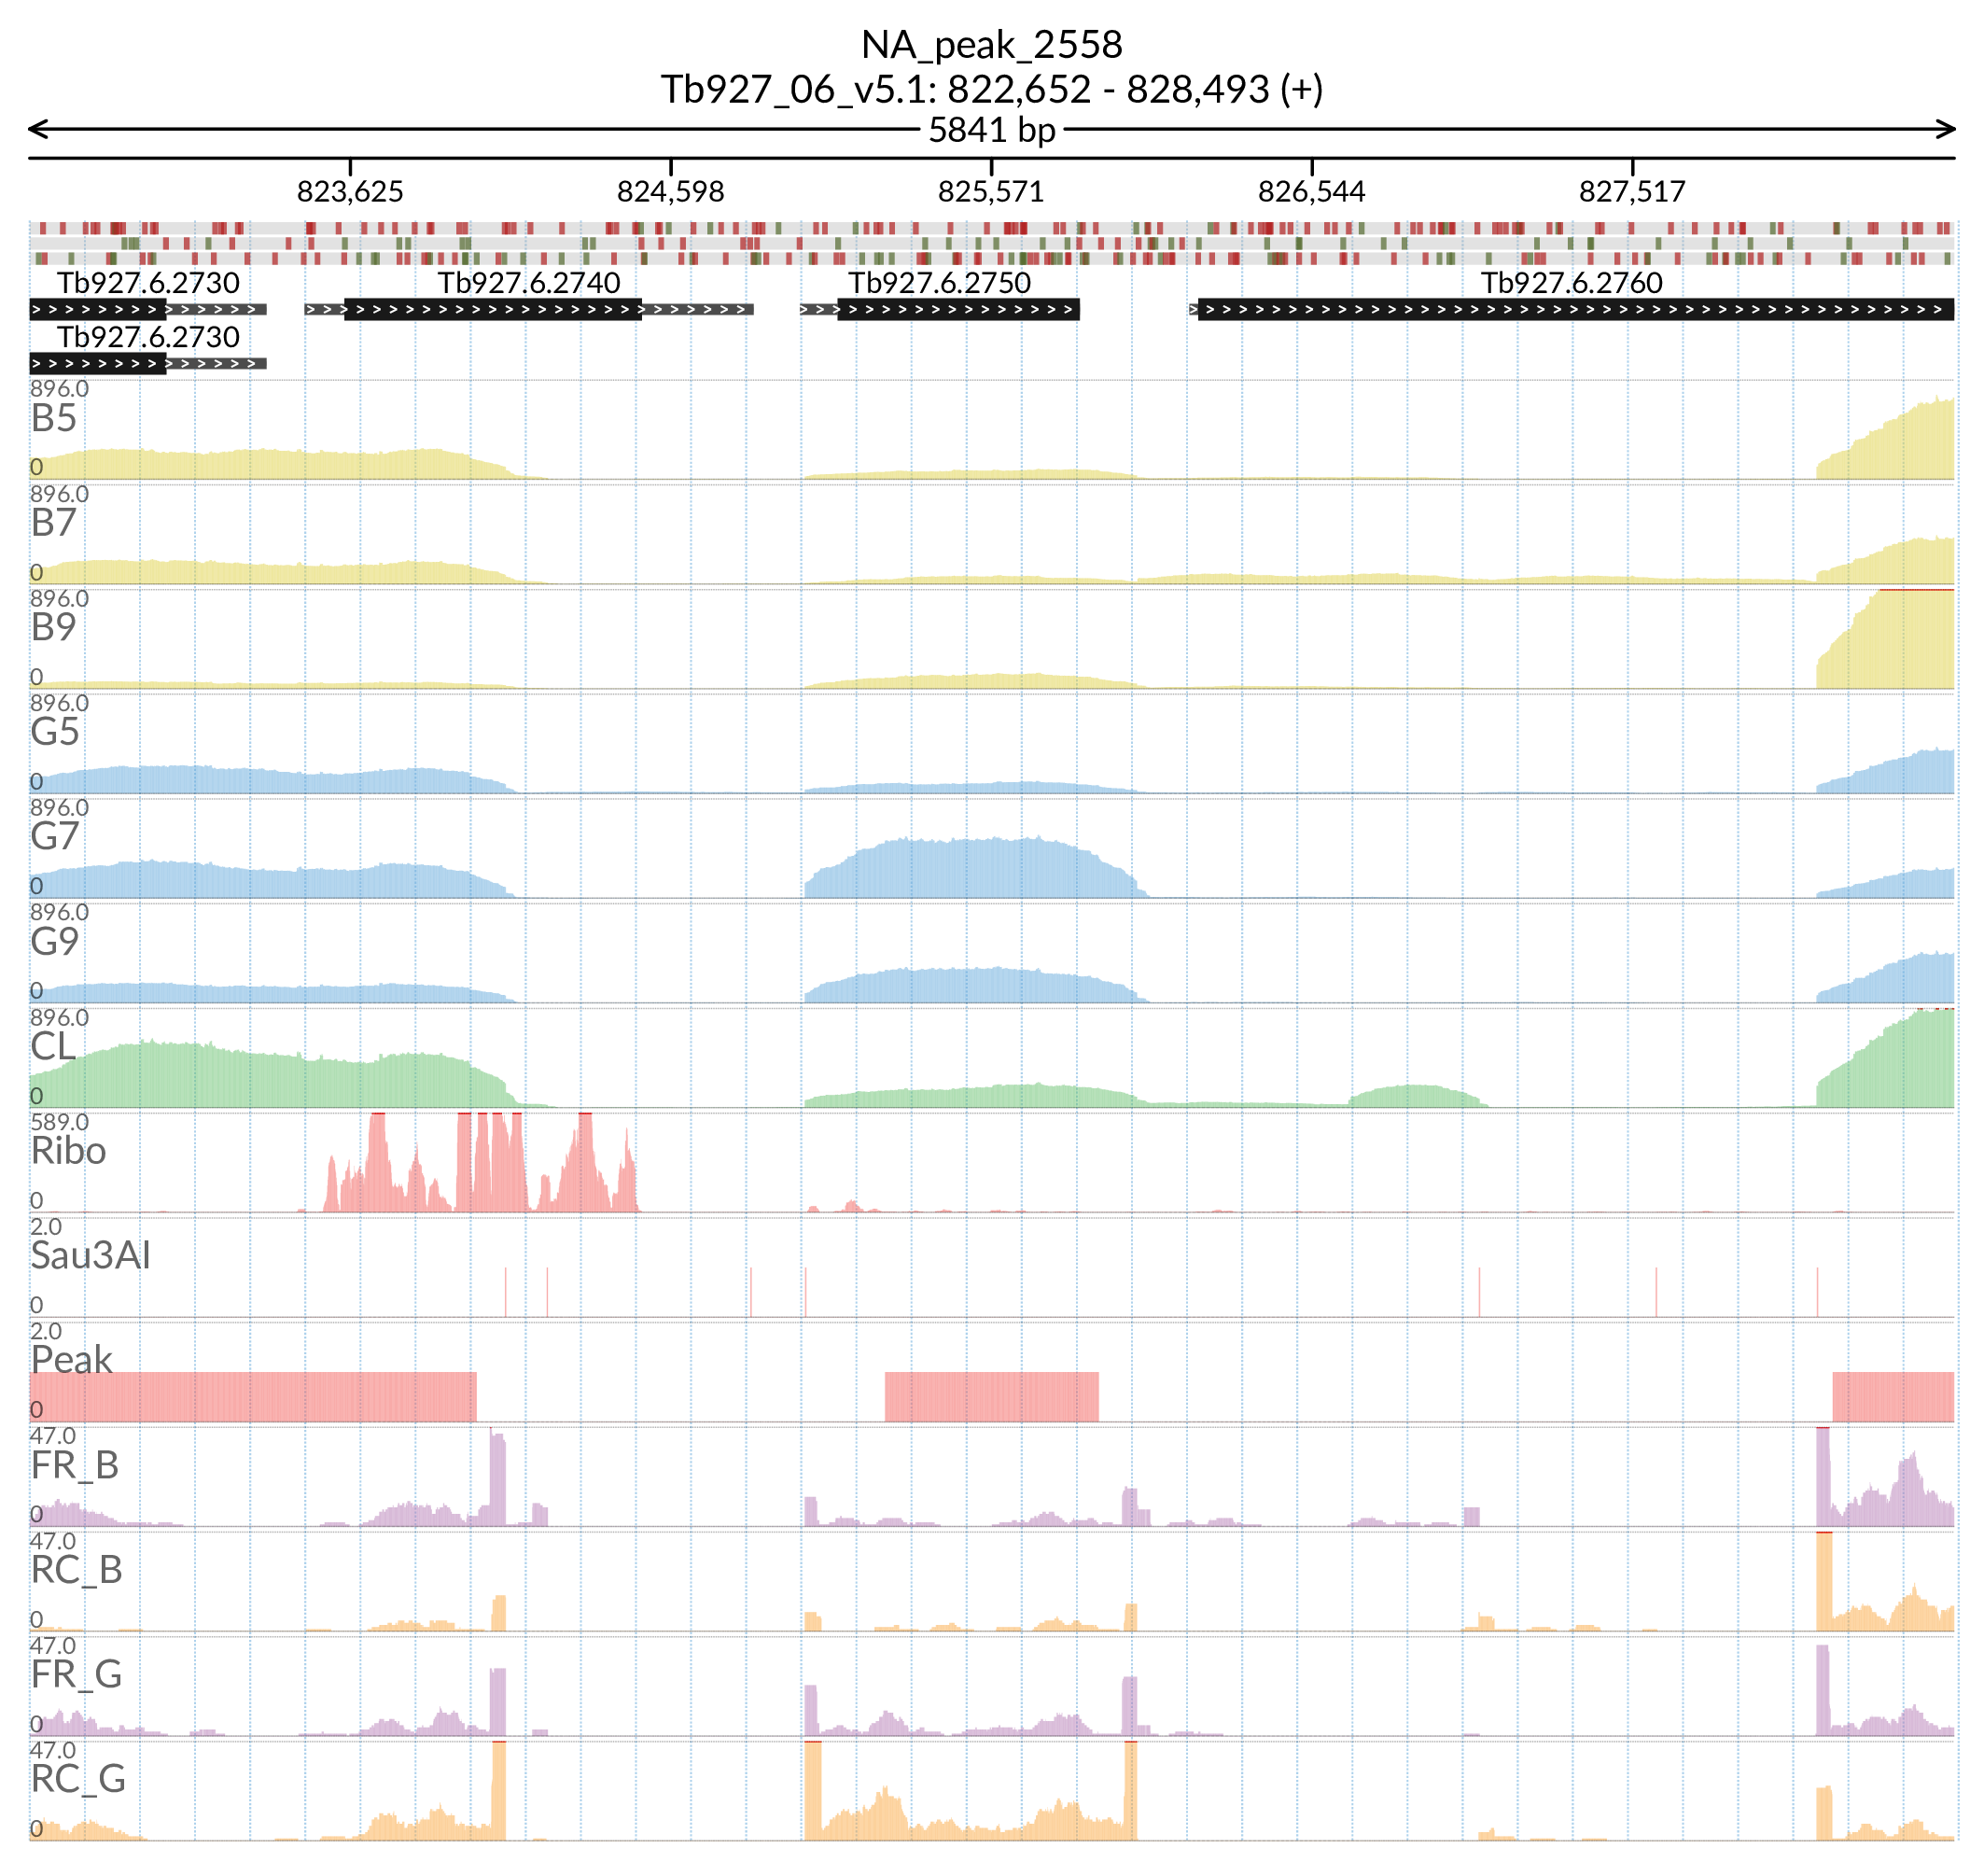 NA_peak_2558
Tb927_06_v5.1: 822,652 - 828,493 (+)
5841 bp
823,625 824,598 825,571 826,544 827,517
Tb927.6.2730 Tb927.6.2740 Tb927.6.2750 Tb927.6.2760
Tb927.6.2730
896.0
B5
0
896.0
B7
0
896.0
B9
0
896.0
G5
0
896.0
G7
0
896.0
G9
0
896.0
CL
0
589.0
Ribo
0
2.0
Sau3AI
0
2.0
Peak
0
47.0
FR_B
0
47.0
RC_B
0
47.0
FR_G
0
47.0
RC_G
0